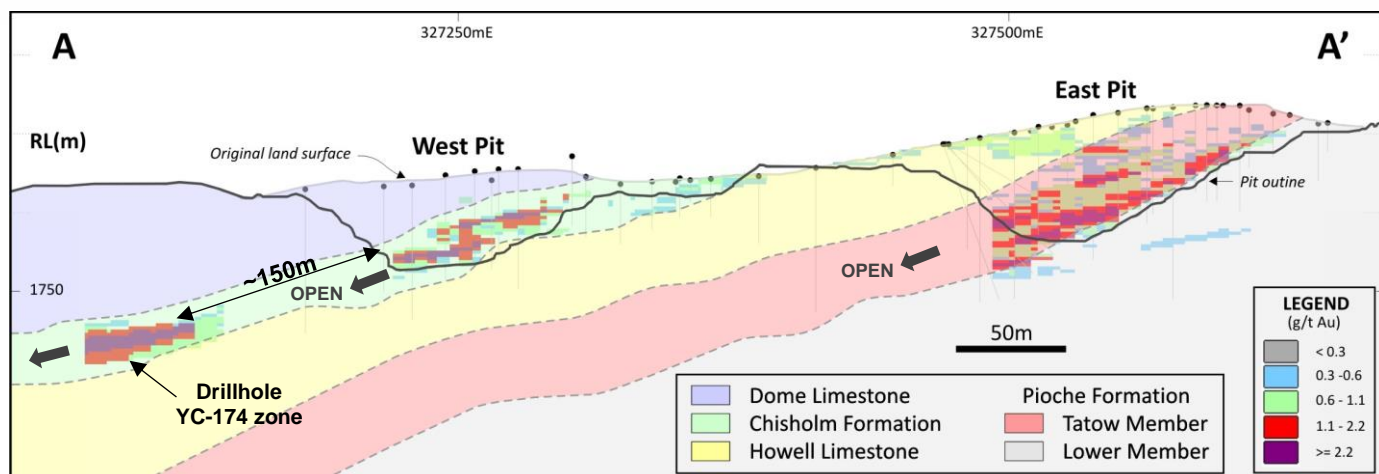 A
327250mE
327500mE
A'
East Pit
RL(m)
Original land surface
West Pit
Pit outine
~150m
OPEN
OPEN
1750
50m
Drillhole
YC-174 zone
Dome Limestone
Chisholm Formation
Howell Limestone
Pioche Formation
Tatow Member
Lower Member
LEGEND
(g/t Au)
< 0.3
0.3 -0.6
0.6 - 1.1
1.1 - 2.2
>= 2.2